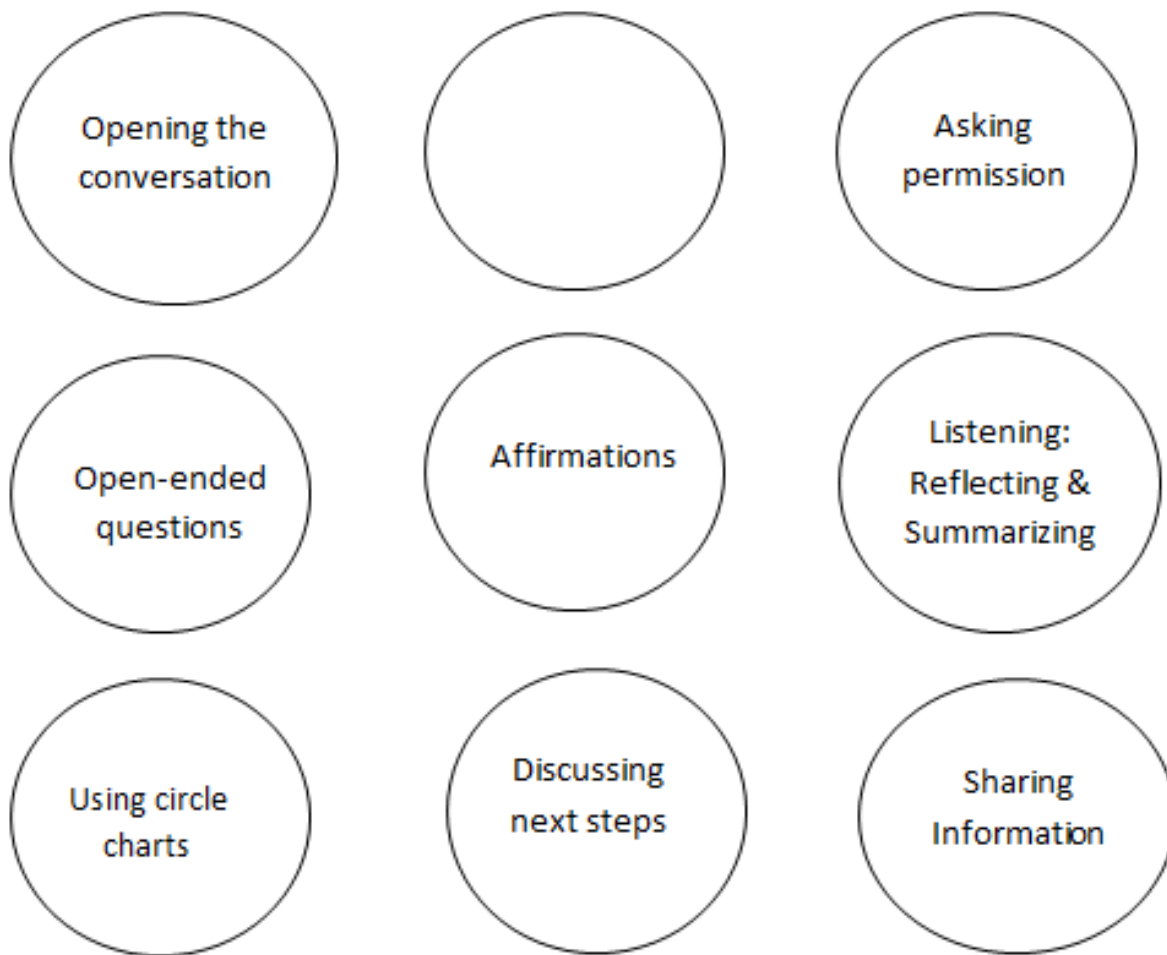 Opening the
conversation
Asking
permission
Open-ended
questions
Affirmations
Listening:
Reflecting &
Summarizing
Using circle
charts
Discussing
next steps
Sharing
Information